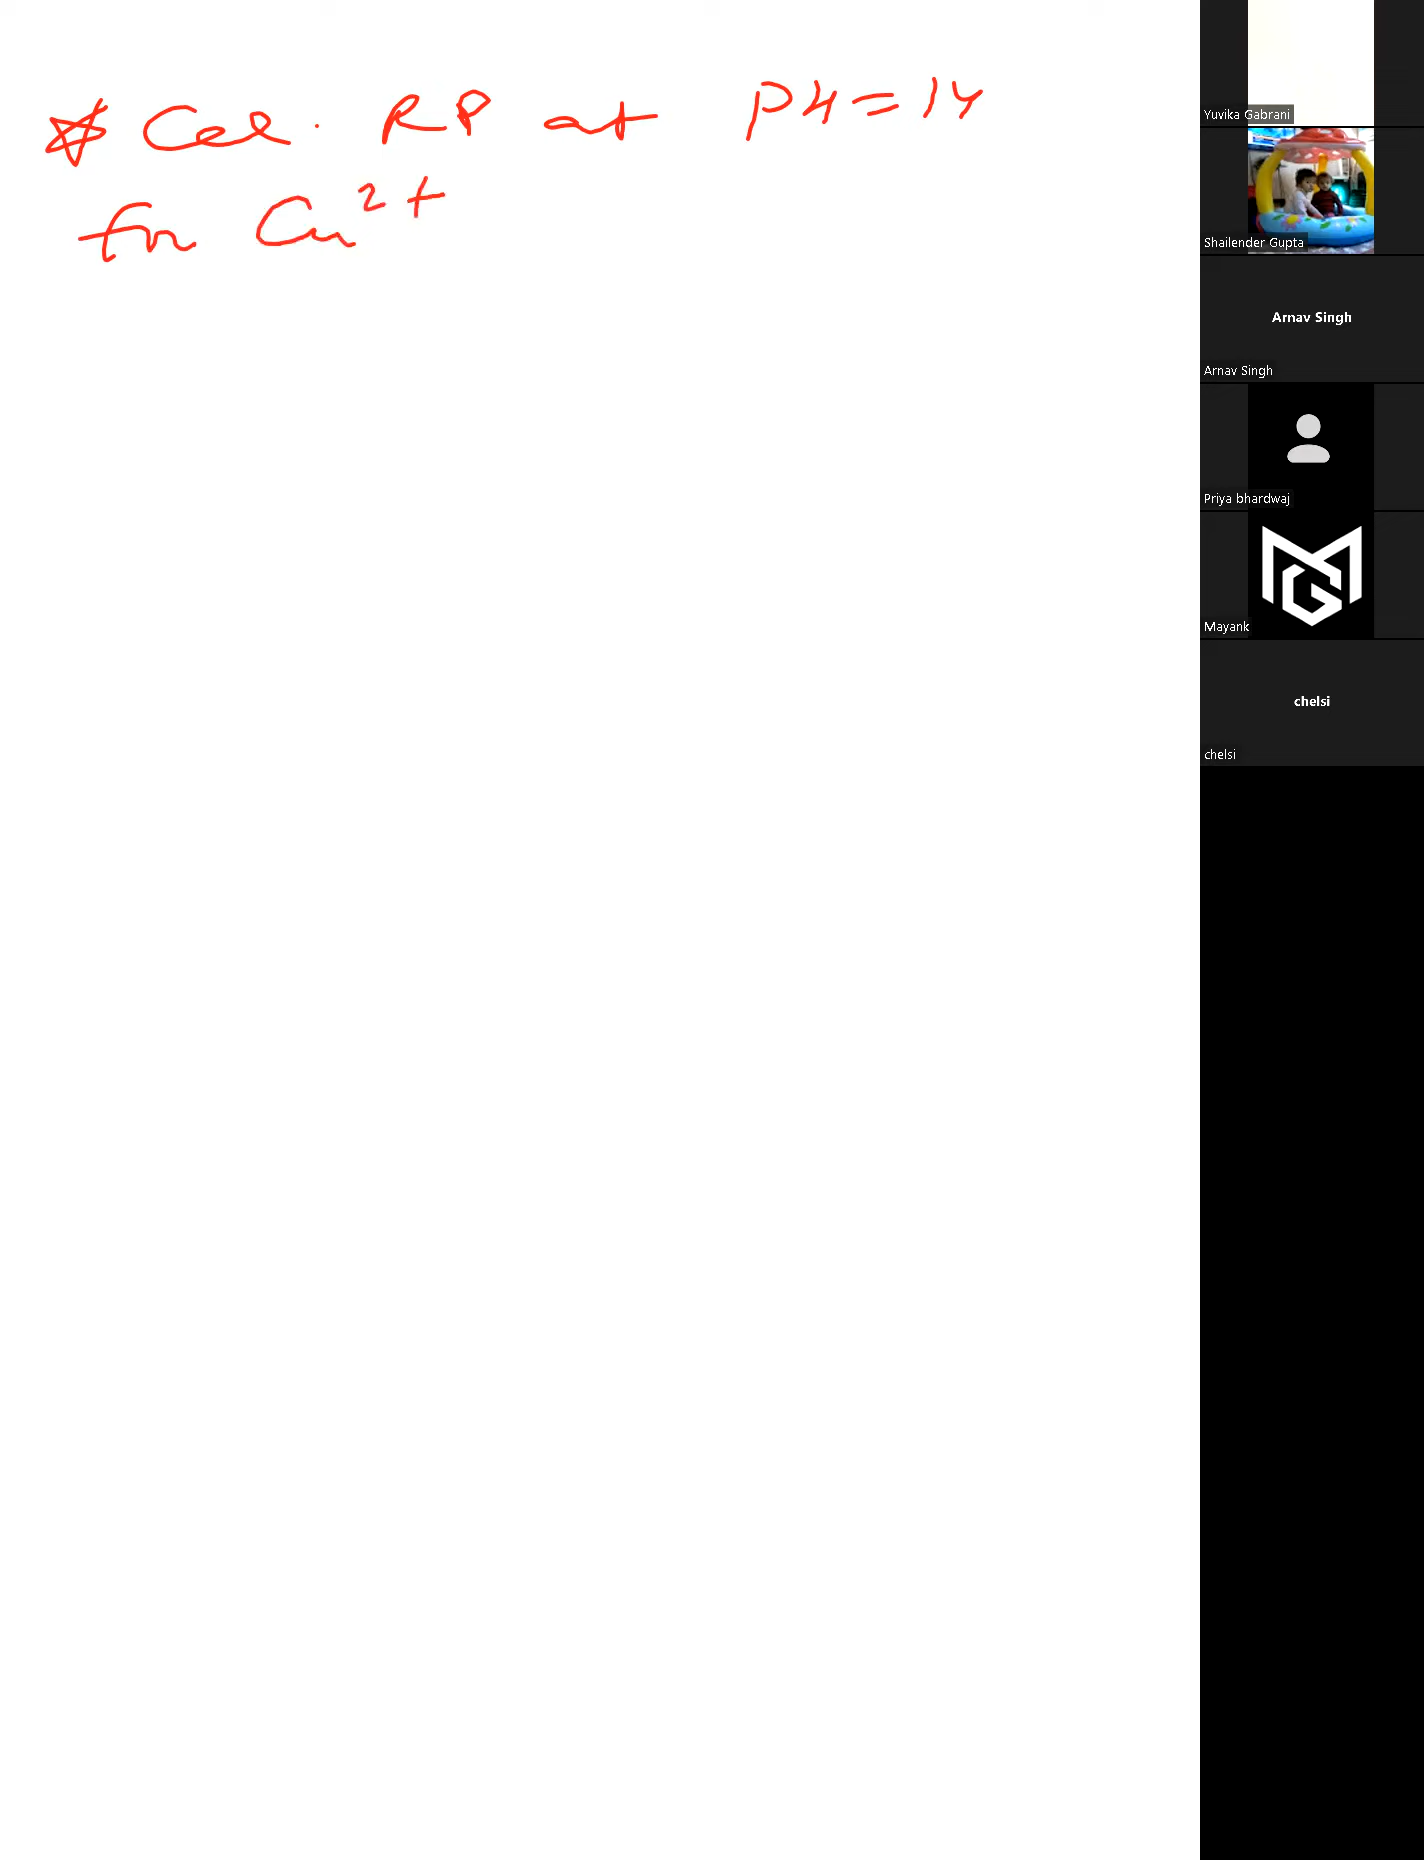 * Cal. RP at PH = 14
for Cu²⁺
Yuvika Gabrani
Shailender Gupta
Arnav Singh
Arnav Singh
Priya bhardwaj
MG
Mayank
chelsi
chelsi